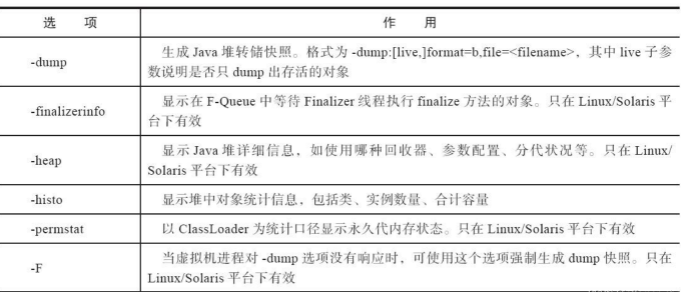 选 项 作 用
-dump 生成 Java 堆转储快照。格式为 -dump:[live,]format=b,file=<filename>，其中 live 子参
数说明是否只 dump 出存活的对象
-finalizerinfo 显示在 F-Queue 中等待 Finalizer 线程执行 finalize 方法的对象。只在 Linux/Solaris 平
台下有效
-heap 显示 Java 堆详细信息，如使用哪种回收器、参数配置、分代状况等。只在 Linux/
Solaris 平台下有效
-histo 显示堆中对象统计信息，包括类、实例数量、合计容量
-permstat 以 ClassLoader 为统计口径显示永久代内存状态。只在 Linux/Solaris 平台下有效
-F 当虚拟机进程对 -dump 选项没有响应时，可使用这个选项强制生成 dump 快照。只在
Linux/Solaris 平台下有效